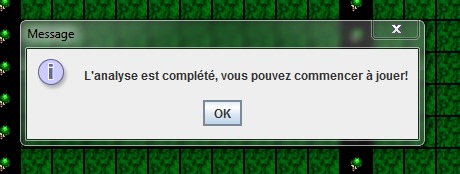 Message
L'analyse est complété, vous pouvez commencer à jouer!
OK